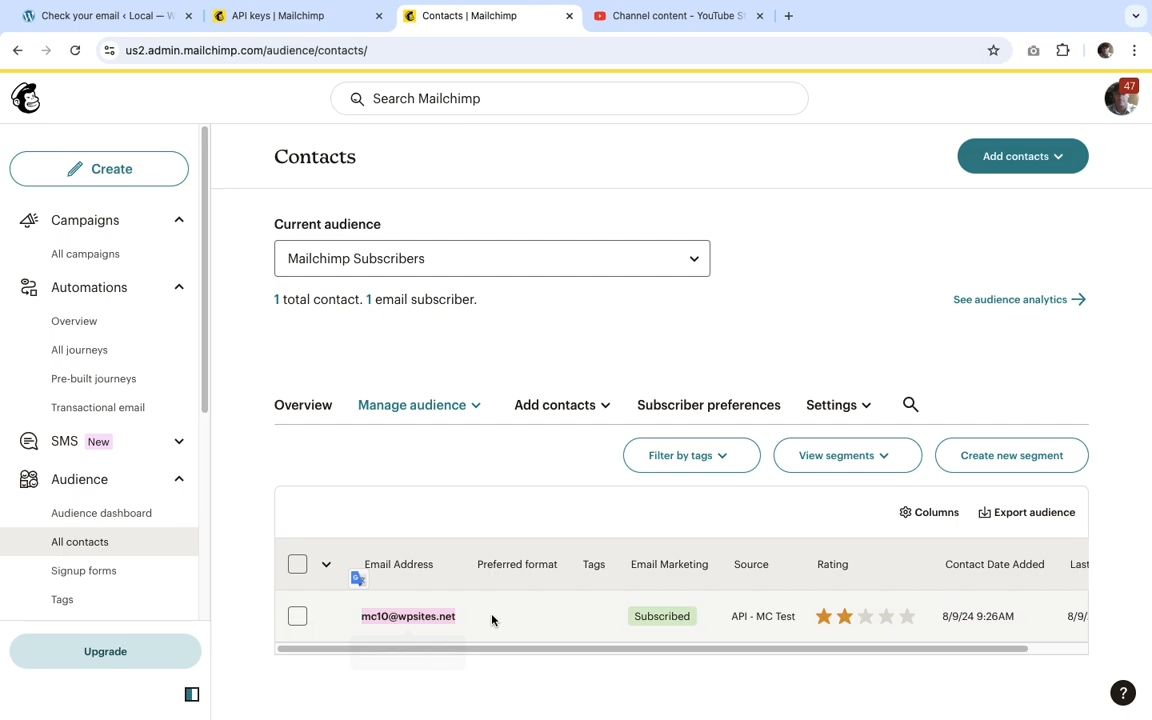 Check your email ‹ Local — W
API keys | Mailchimp
Contacts | Mailchimp
Channel content - YouTube S
us2.admin.mailchimp.com/audience/contacts/
Search Mailchimp
47
Create
Campaigns
All campaigns
Automations
Overview
All journeys
Pre-built journeys
Transactional email
SMS New
Audience
Audience dashboard
All contacts
Signup forms
Tags
Upgrade
Contacts
Add contacts
Current audience
Mailchimp Subscribers
1 total contact. 1 email subscriber.
See audience analytics
Overview Manage audience Add contacts Subscriber preferences Settings
Filter by tags View segments Create new segment
Columns Export audience
Email Address Preferred format Tags Email Marketing Source Rating Contact Date Added Last
mc10@wpsites.net Subscribed API - MC Test 8/9/24 9:26AM 8/9/
?